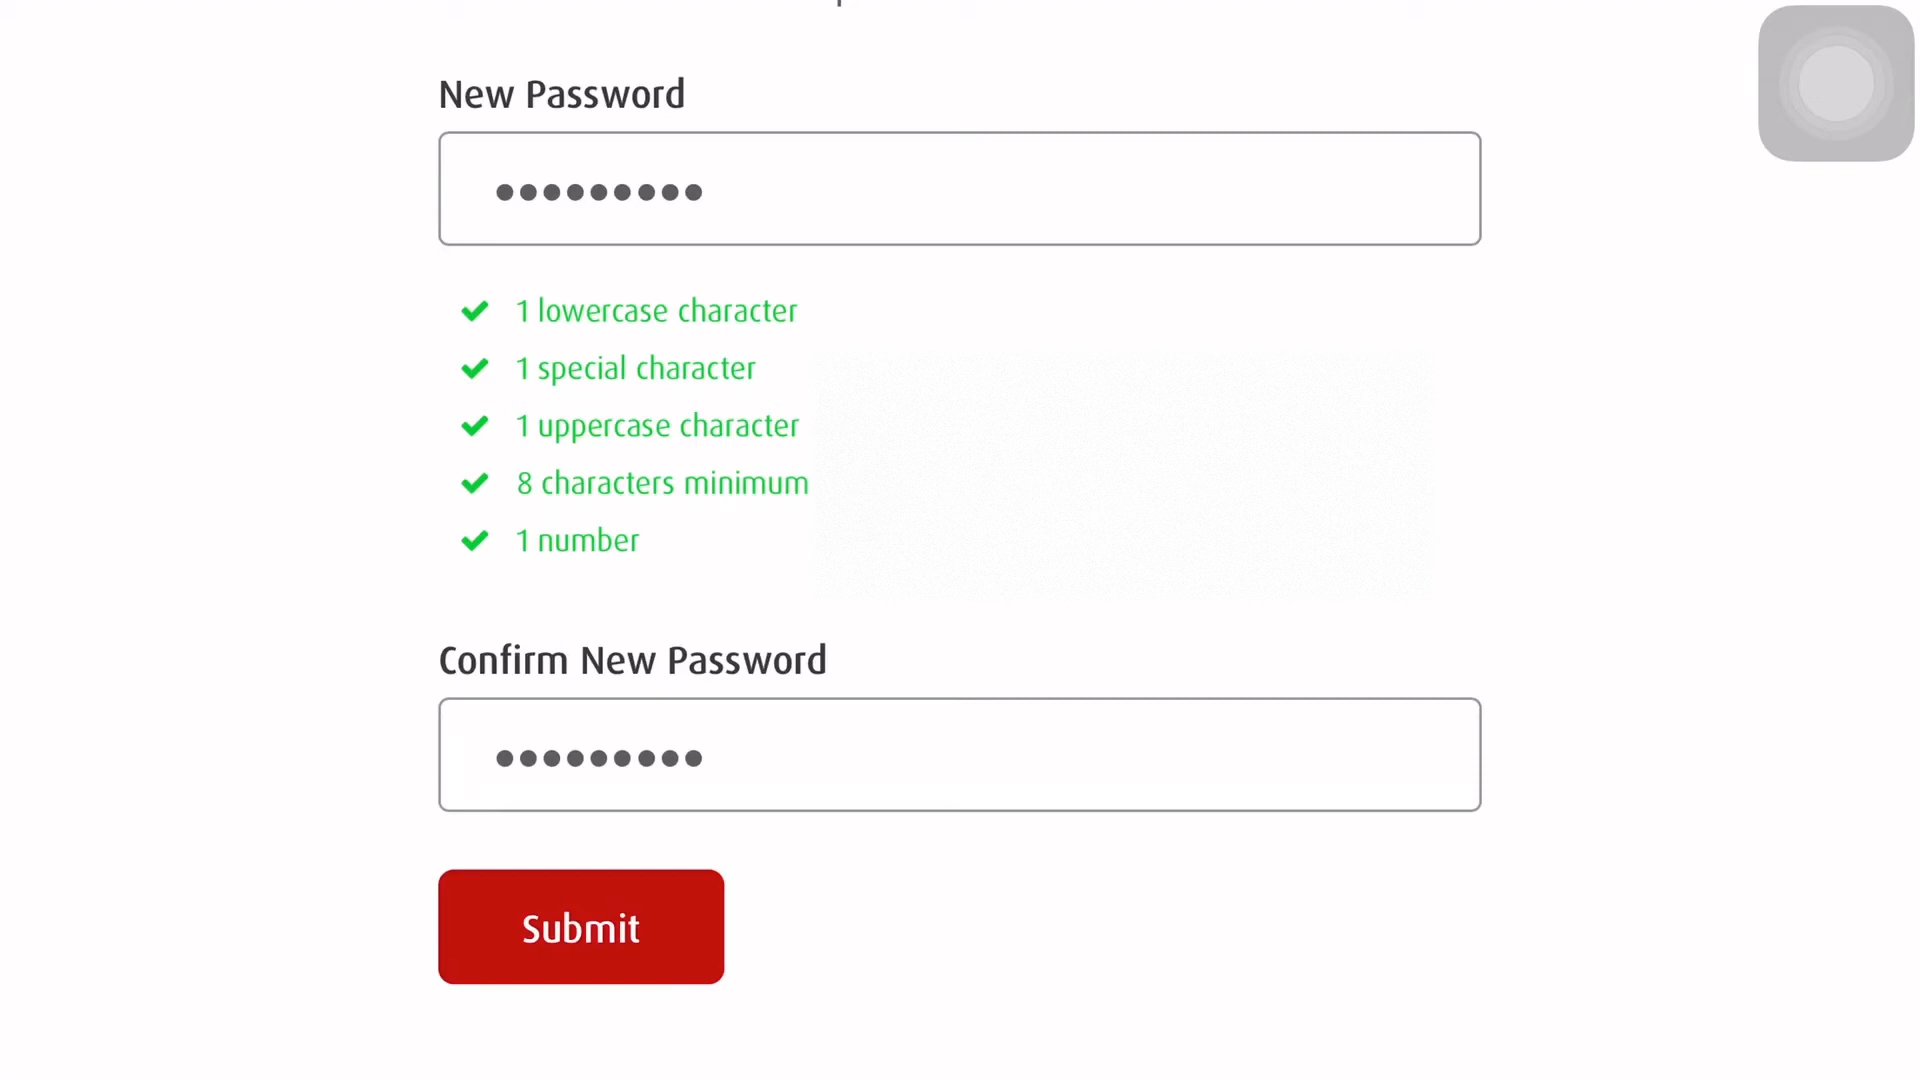 New Password
•••••••••
1 lowercase character
1 special character
1 uppercase character
8 characters minimum
1 number
Confirm New Password
•••••••••
Submit